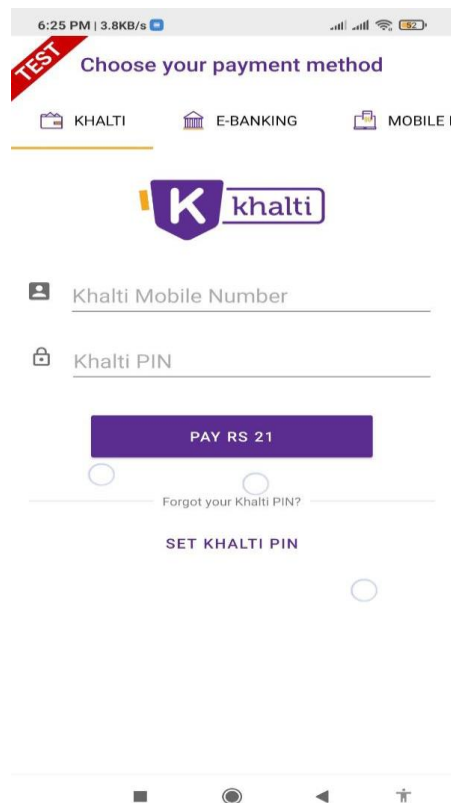 6:25 PM | 3.8KB/s 52
TEST
Choose your payment method
KHALTI E-BANKING MOBILE
K khalti
Khalti Mobile Number
Khalti PIN
PAY RS 21
Forgot your Khalti PIN?
SET KHALTI PIN